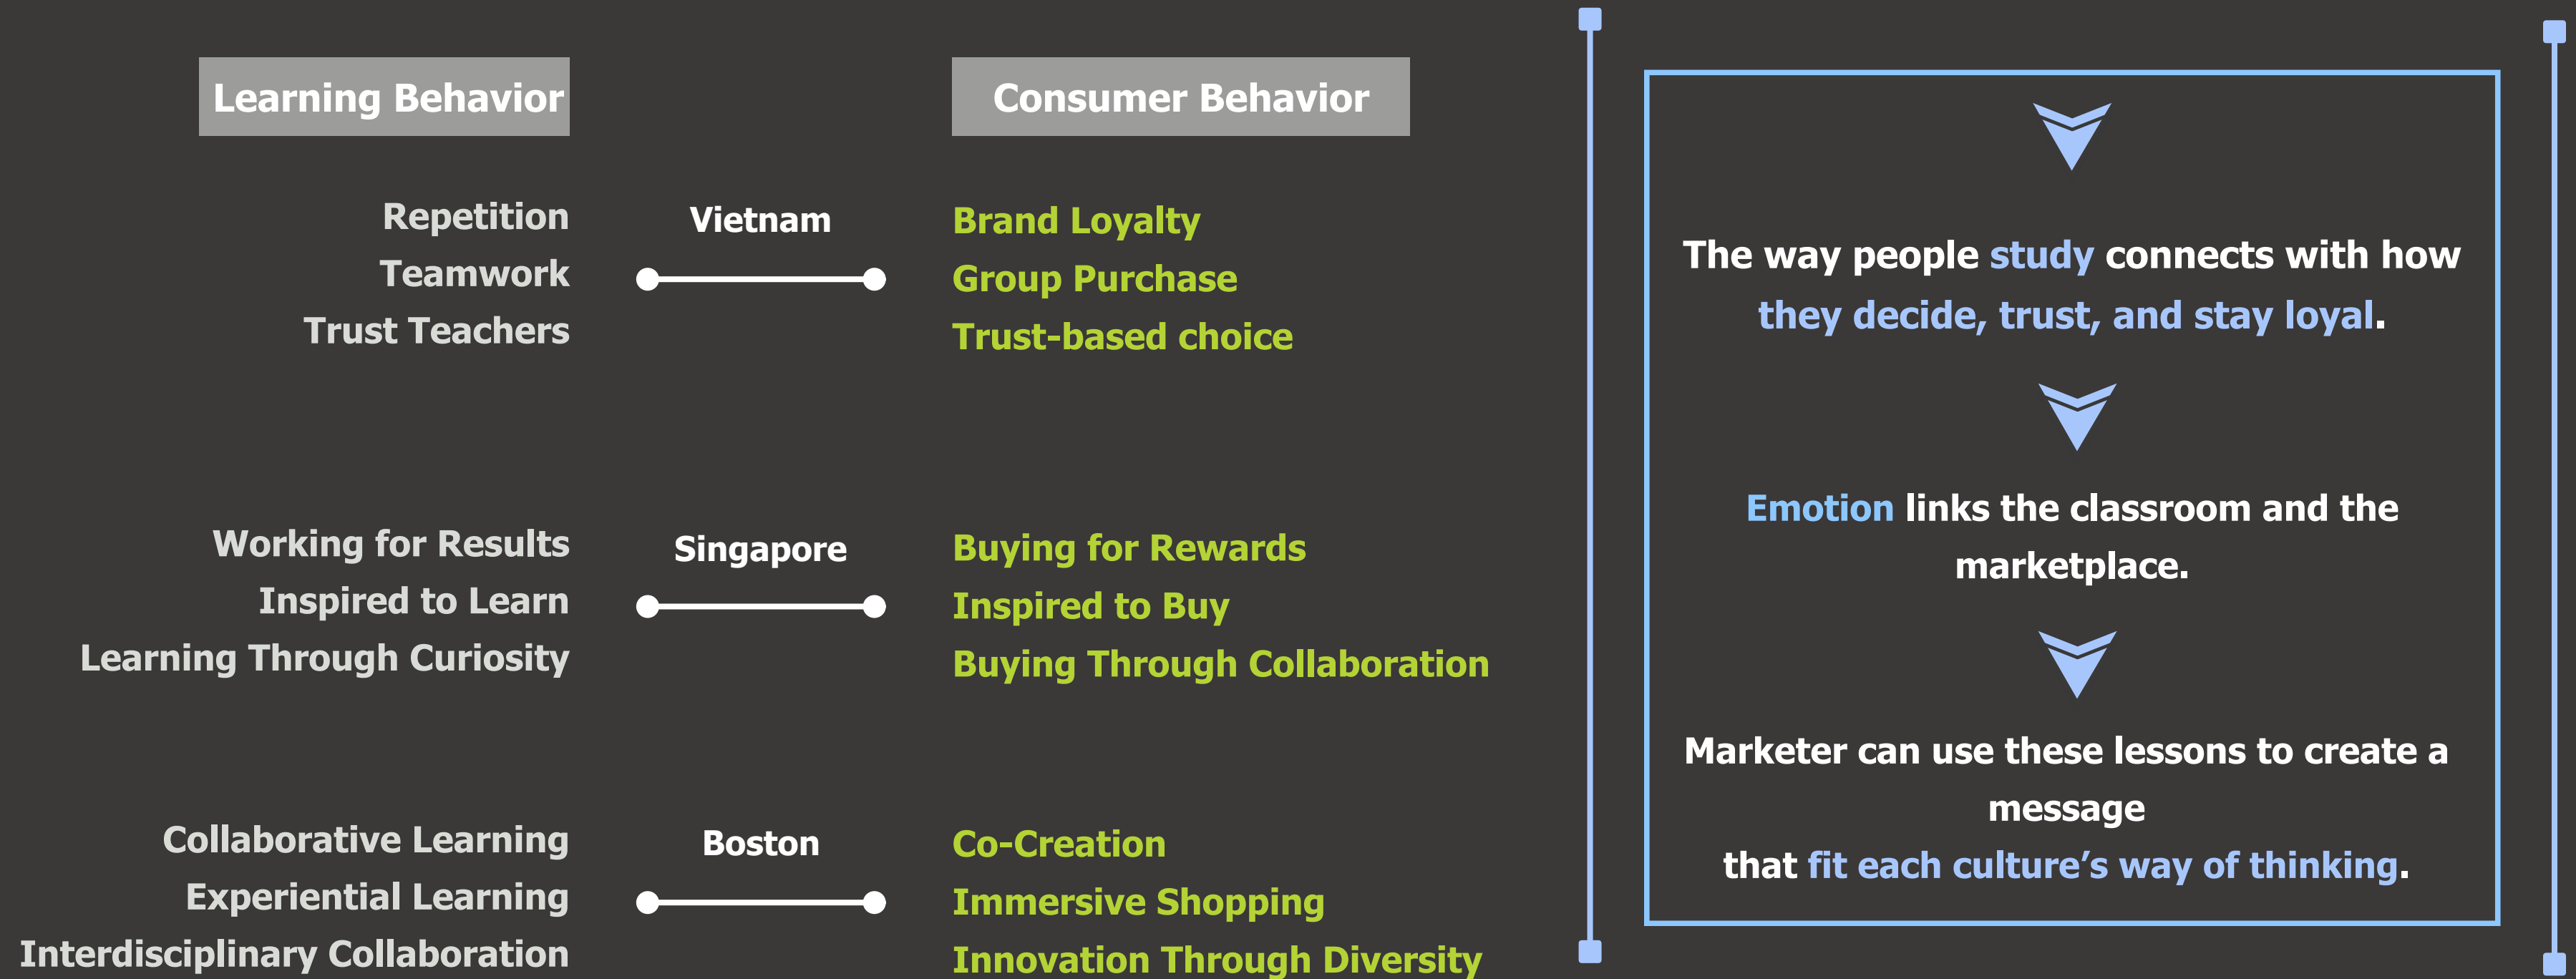 Learning Behavior
Consumer Behavior
Repetition
Teamwork
Trust Teachers
Vietnam
Brand Loyalty
Group Purchase
Trust-based choice
Working for Results
Inspired to Learn
Learning Through Curiosity
Singapore
Buying for Rewards
Inspired to Buy
Buying Through Collaboration
Collaborative Learning
Experiential Learning
Interdisciplinary Collaboration
Boston
Co-Creation
Immersive Shopping
Innovation Through Diversity
The way people study connects with how
they decide, trust, and stay loyal.
Emotion links the classroom and the
marketplace.
Marketer can use these lessons to create a
message
that fit each culture’s way of thinking.